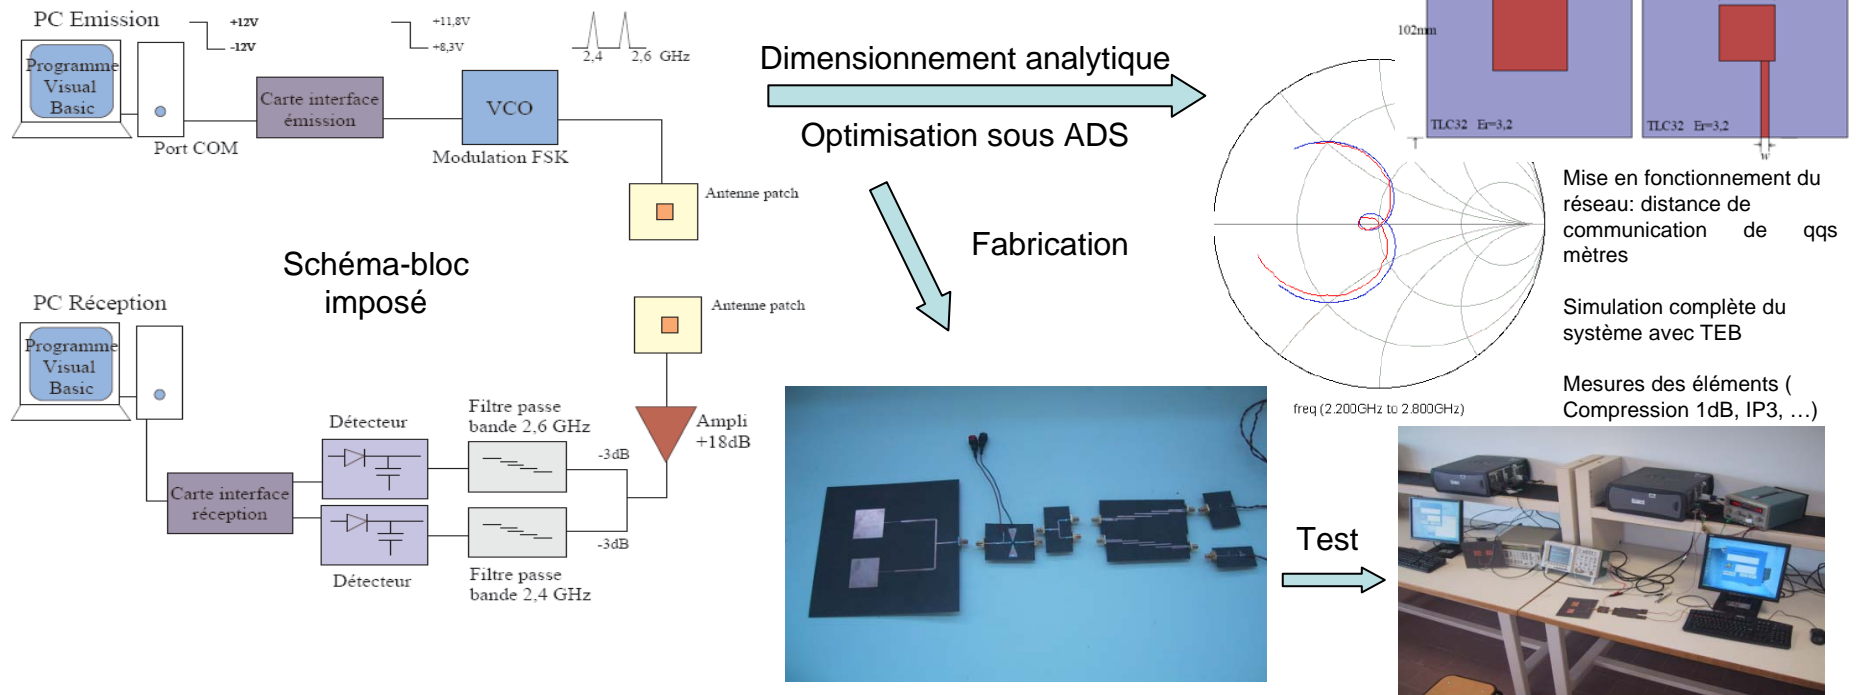 PC Emission
+12V
-12V
+11,8V
+8,3V
2,4
2,6 GHz
Programme
Visual
Basic
Port COM
Carte interface
émission
VCO
Modulation FSK
Antenne patch
Schéma-bloc
imposé
PC Réception
Programme
Visual
Basic
Antenne patch
Ampli
+18dB
Filtre passe
bande 2,6 GHz
-3dB
Détecteur
Carte interface
réception
-3dB
Détecteur
Filtre passe
bande 2,4 GHz
Dimensionnement analytique
Optimisation sous ADS
Fabrication
102mm
TLC32 Er=3,2
TLC32 Er=3,2
w
freq (2.200GHz to 2.800GHz)
Mise en fonctionnement du
réseau: distance de
communication de qqs
mètres
Simulation complète du
système avec TEB
Mesures des éléments (
Compression 1dB, IP3, …)
Test